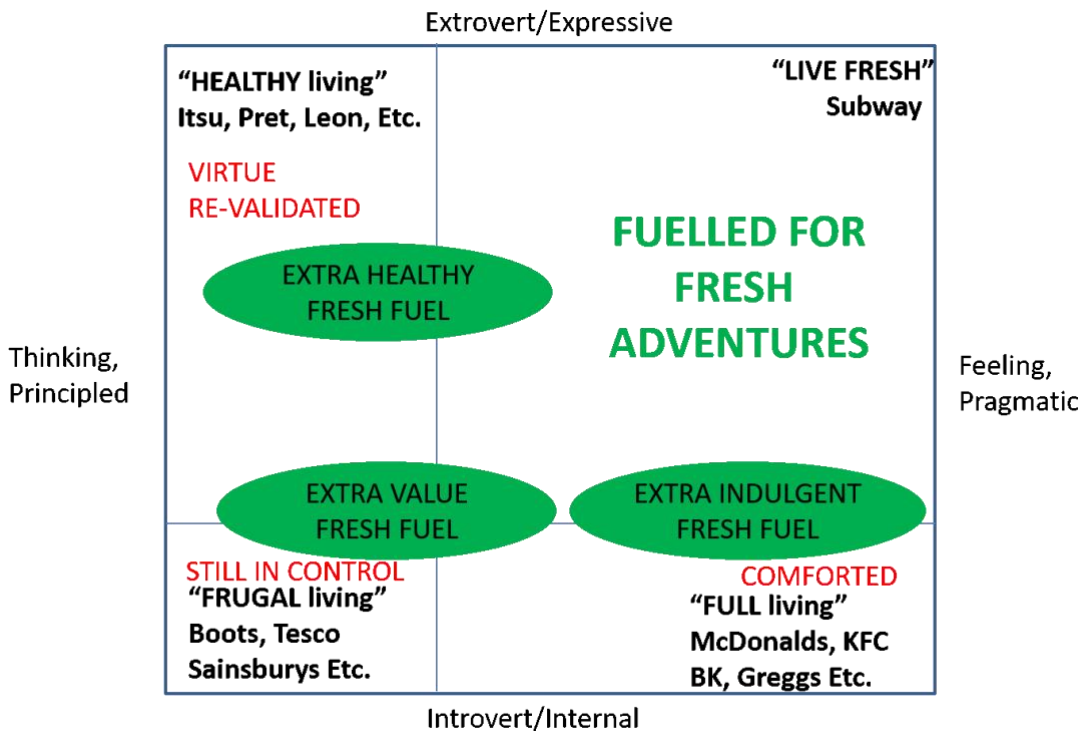 Extrovert/Expressive
“HEALTHY living”
Itsu, Pret, Leon, Etc.
“LIVE FRESH”
Subway
VIRTUE
RE-VALIDATED
FUELLED FOR
FRESH
ADVENTURES
EXTRA HEALTHY
FRESH FUEL
Thinking,
Principled
Feeling,
Pragmatic
EXTRA VALUE
FRESH FUEL
EXTRA INDULGENT
FRESH FUEL
STILL IN CONTROL
“FRUGAL living”
Boots, Tesco
Sainsburys Etc.
COMFORTED
“FULL living”
McDonalds, KFC
BK, Greggs Etc.
Introvert/Internal